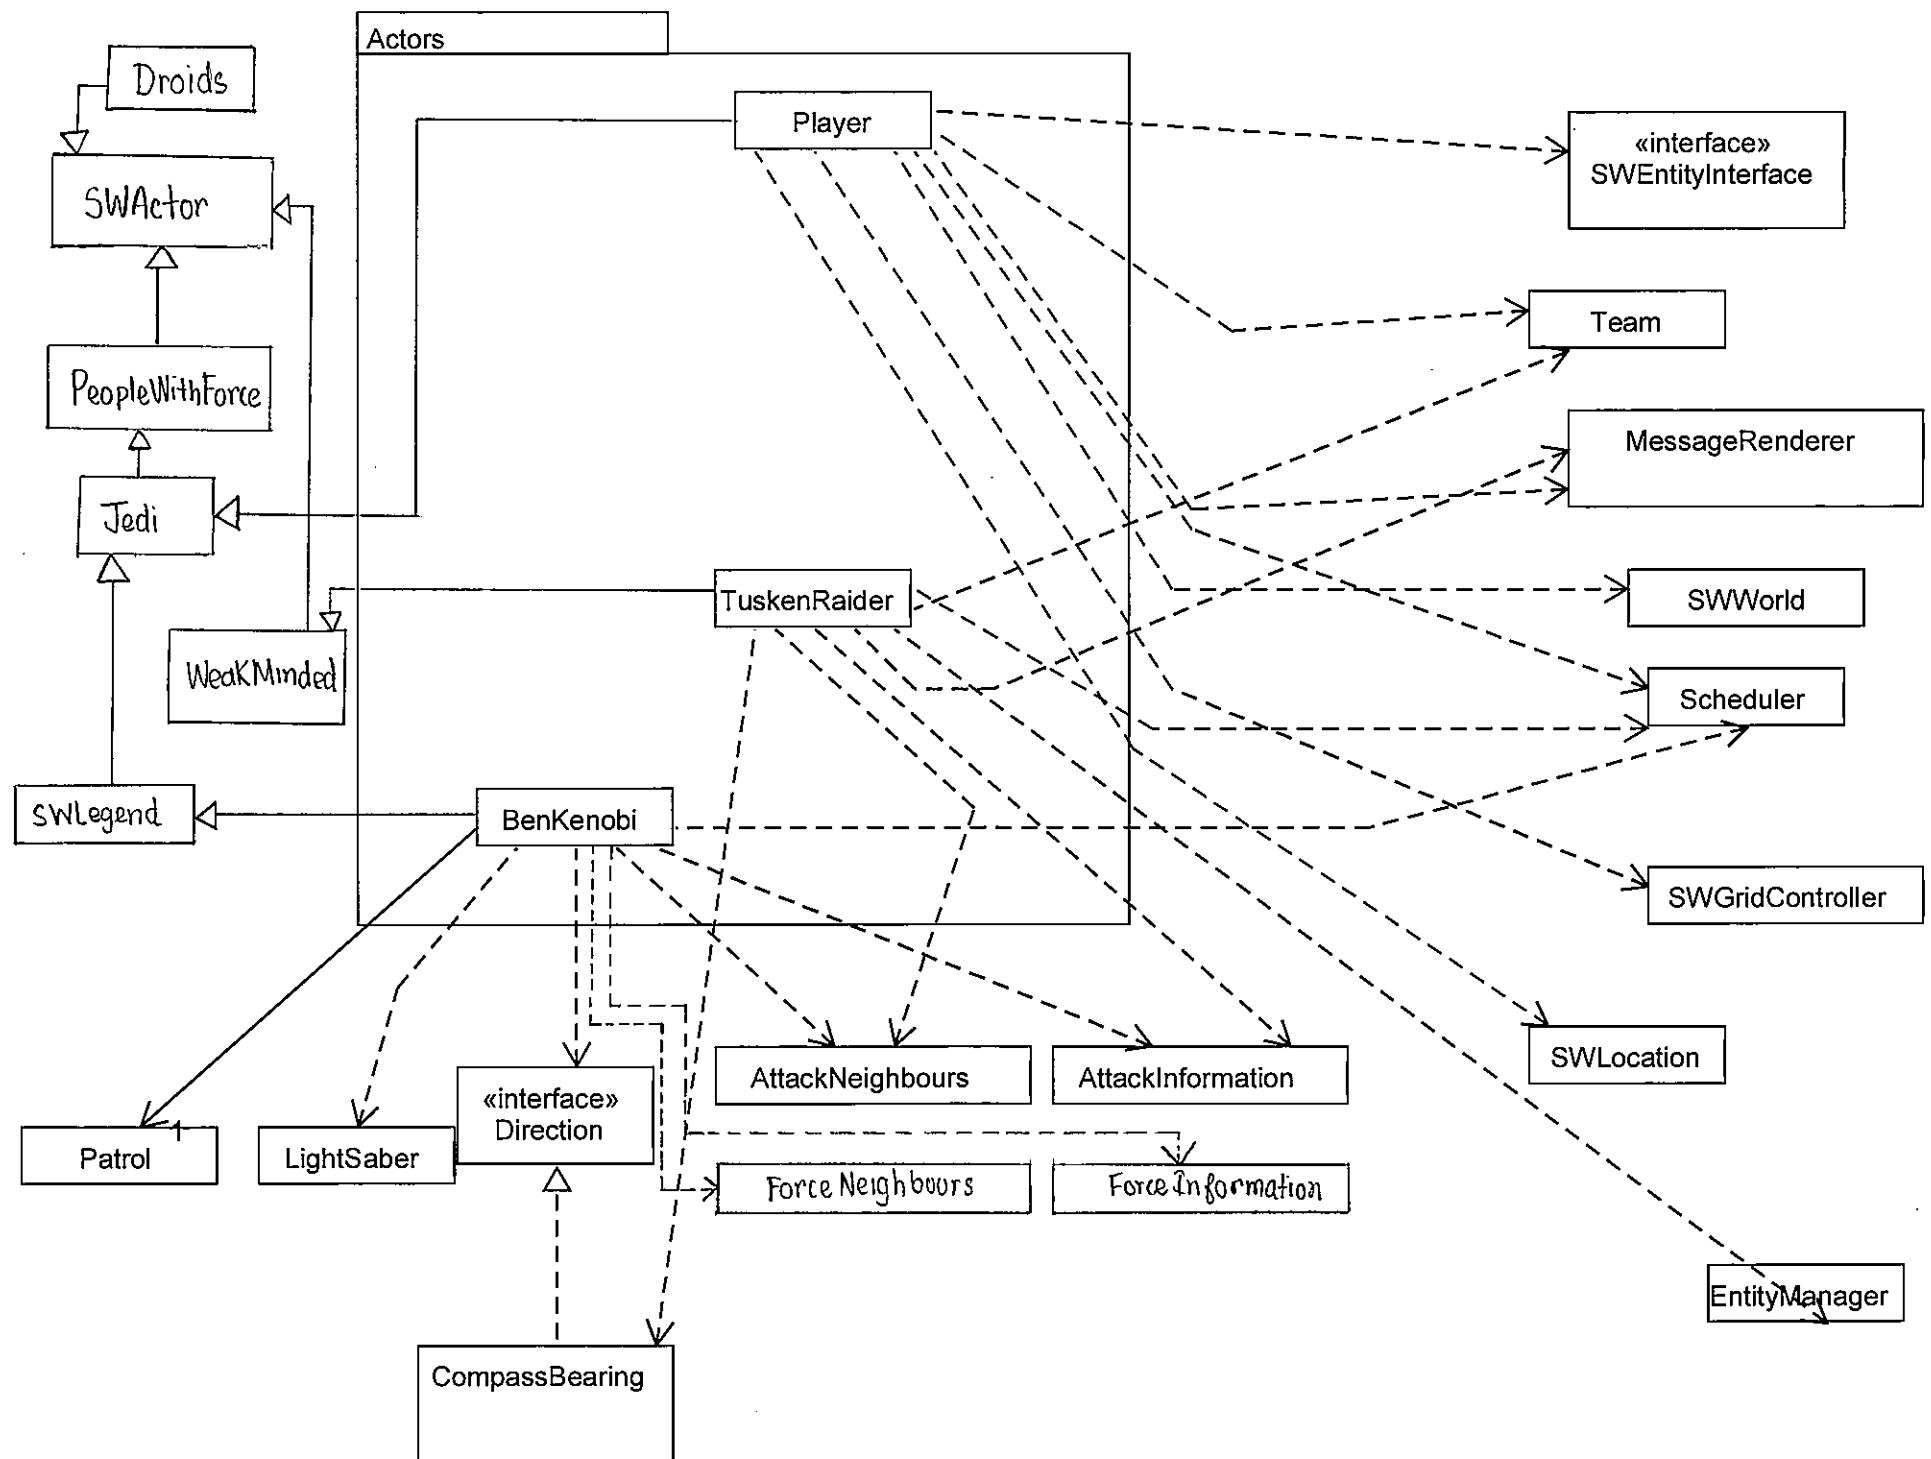 Actors
Droids
Player
«interface»
SWEntityInterface
SWActor
Team
PeopleWithForce
MessageRenderer
Jedi
TuskenRaider
SWWorld
WeakMinded
Scheduler
SWLegend
BenKenobi
SWGridController
SWLocation
AttackNeighbours
AttackInformation
«interface»
Direction
1
Patrol
LightSaber
Force Neighbours
Force Information
EntityManager
CompassBearing